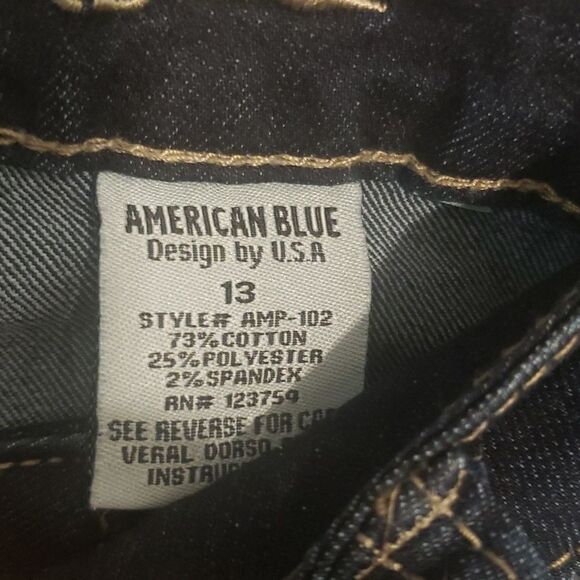 AMERICAN BLUE
Design by U.S.A
13
STYLE# AMP-102
73% COTTON
25% POLYESTER
2% SPANDEX
RN# 123759
SEE REVERSE FOR
VERAL DORSO